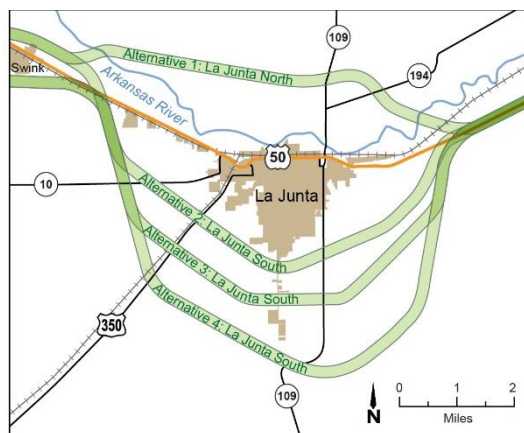 109
Alternative 1: La Junta North
194
Swink
Arkansas River
50
10
La Junta
Alternative 2: La Junta South
Alternative 3: La Junta South
Alternative 4: La Junta South
350
109
N
0 1 2
Miles